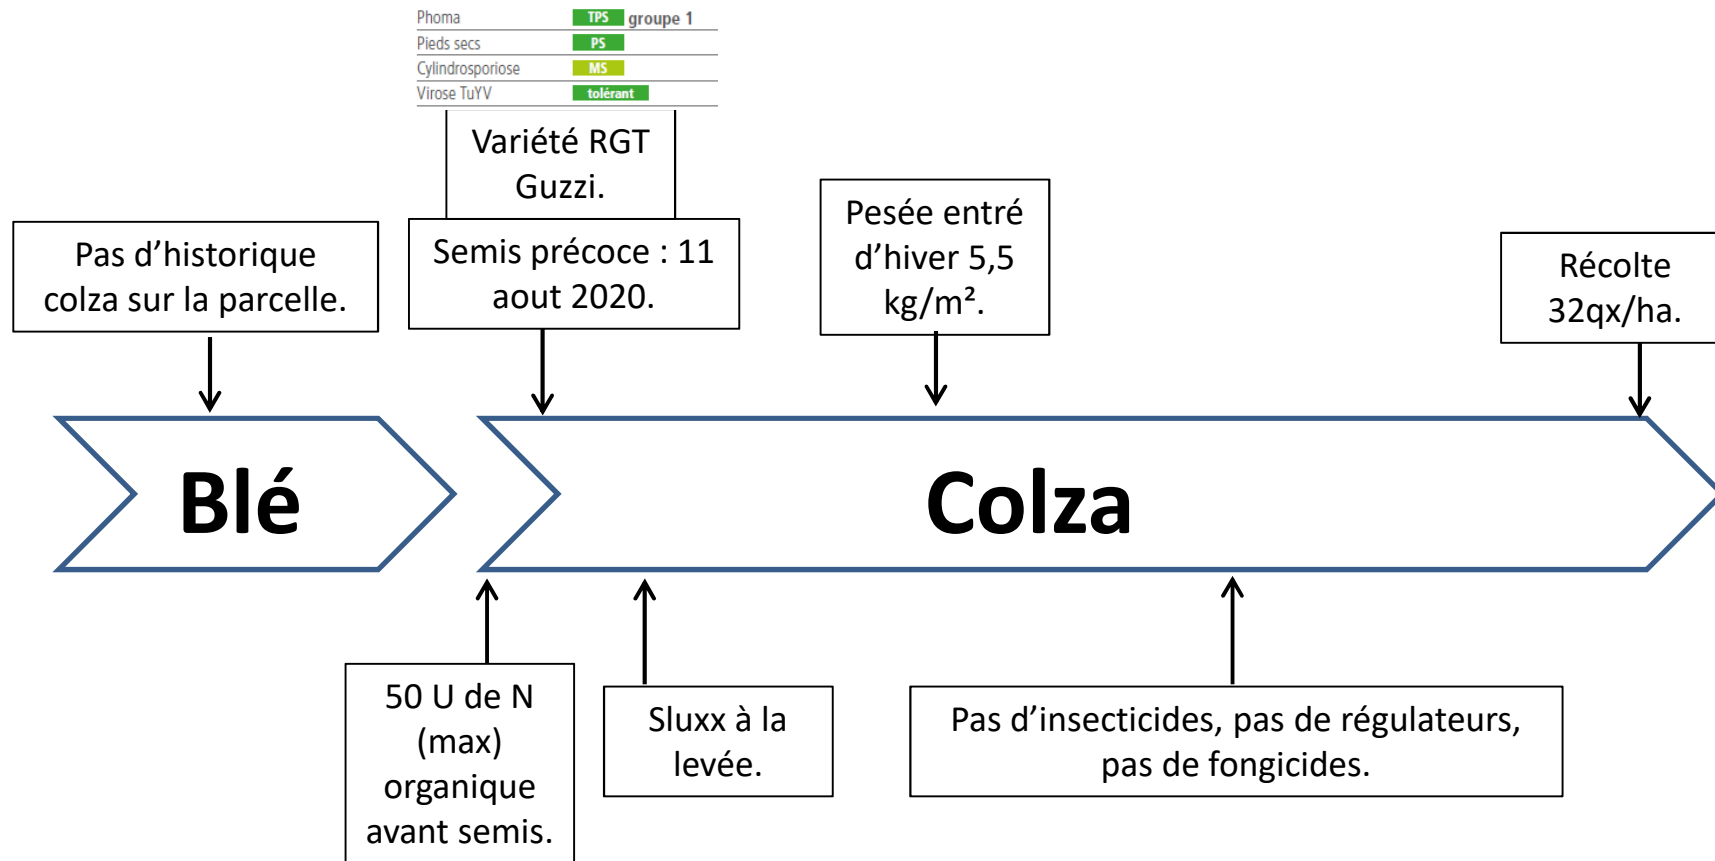 Phoma TPS groupe 1
Pieds secs PS
Cylindrosporiose MS
Virose TuYV tolérant
Variété RGT
Guzzi.
Pas d’historique
colza sur la parcelle.
Semis précoce : 11
aout 2020.
Pesée entré
d’hiver 5,5
kg/m².
Récolte
32qx/ha.
Blé
Colza
50 U de N
(max)
organique
avant semis.
Sluxx à la
levée.
Pas d’insecticides, pas de régulateurs,
pas de fongicides.